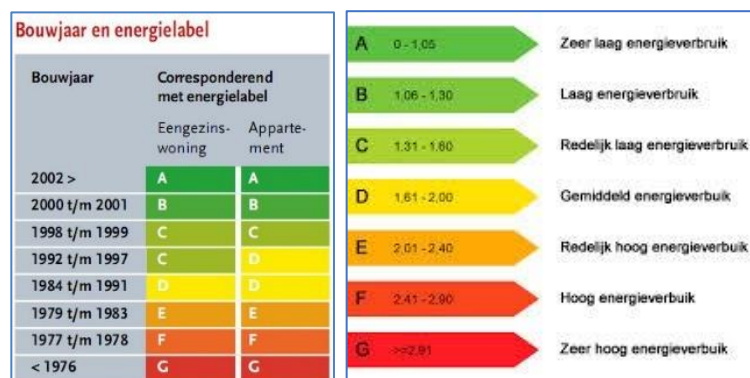 Bouwjaar en energielabel
Bouwjaar Corresponderend
met energielabel
Eengezins- Apparte-
woning ment
2002 > A A
2000 t/m 2001 B B
1998 t/m 1999 C C
1992 t/m 1997 C D
1984 t/m 1991 D D
1979 t/m 1983 E E
1977 t/m 1978 F F
< 1976 G G
A 0 - 1,05 Zeer laag energieverbruik
B 1,06 - 1,30 Laag energieverbuik
C 1.31 - 1.60 Redelijk laag energieverbuik
D 1,61 - 2,00 Gemiddeld energieverbuik
E 2,01 - 2,40 Redelijk hoog energieverbuik
F 2,41 - 2,90 Hoog energieverbuik
G >=2,91 Zeer hoog energieverbuik